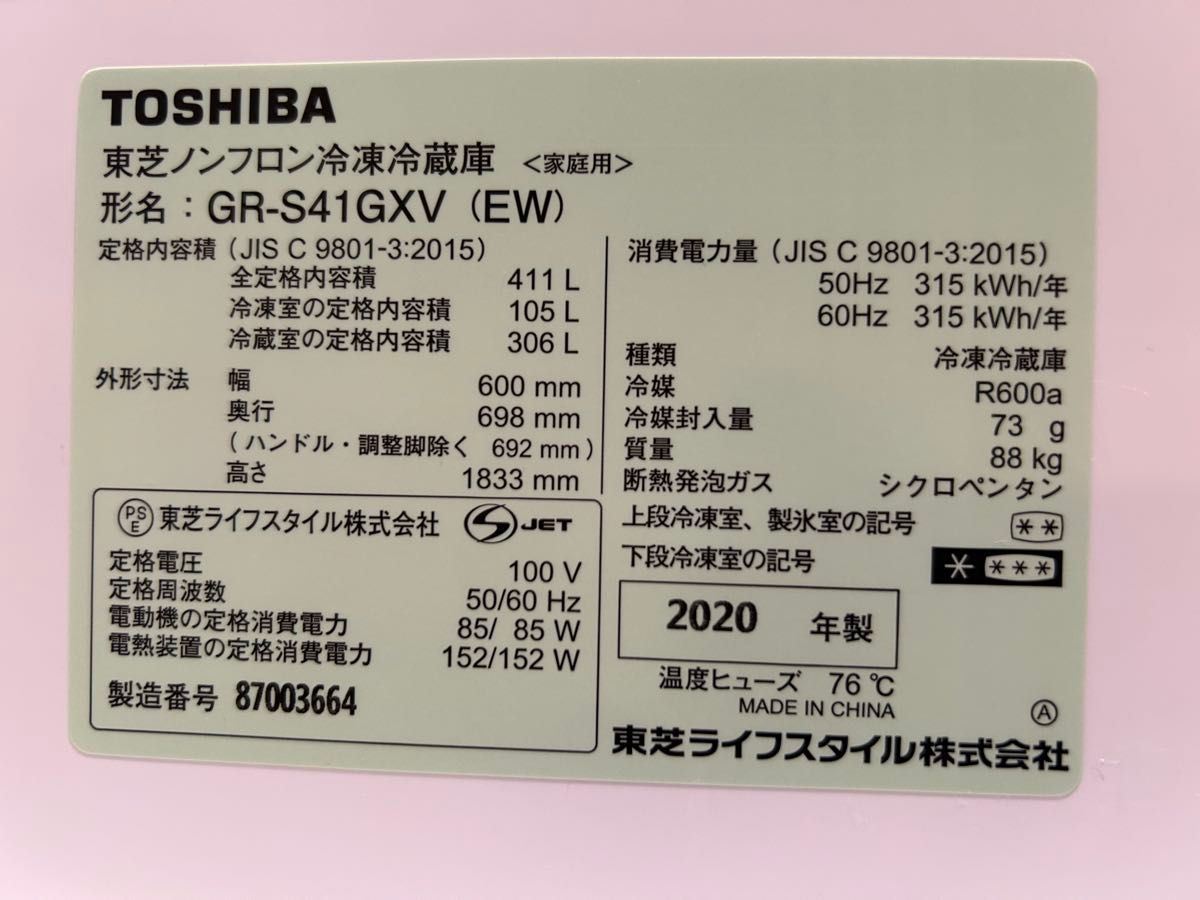 TOSHIBA
東芝ノンフロン冷凍冷蔵庫 <家庭用>
形名：GR-S41GXV (EW)
定格内容積 (JIS C 9801-3:2015)
全定格内容積 411 L
冷凍室の定格内容積 105 L
冷蔵室の定格内容積 306 L
外形寸法 幅 600 mm
奥行 698 mm
(ハンドル・調整脚除く 692 mm)
高さ 1833 mm
PS E 東芝ライフスタイル株式会社 S JET
定格電圧 100 V
定格周波数 50/60 Hz
電動機の定格消費電力 85/ 85 W
電熱装置の定格消費電力 152/152 W
製造番号 87003664
消費電力量 (JIS C 9801-3:2015)
50Hz 315 kWh/年
60Hz 315 kWh/年
種類 冷凍冷蔵庫
冷媒 R600a
冷媒封入量 73 g
質量 88 kg
断熱発泡ガス シクロペンタン
上段冷凍室、製氷室の記号 **
下段冷凍室の記号 * ***
2020 年製
温度ヒューズ 76 ℃
MADE IN CHINA
Ⓐ
東芝ライフスタイル株式会社